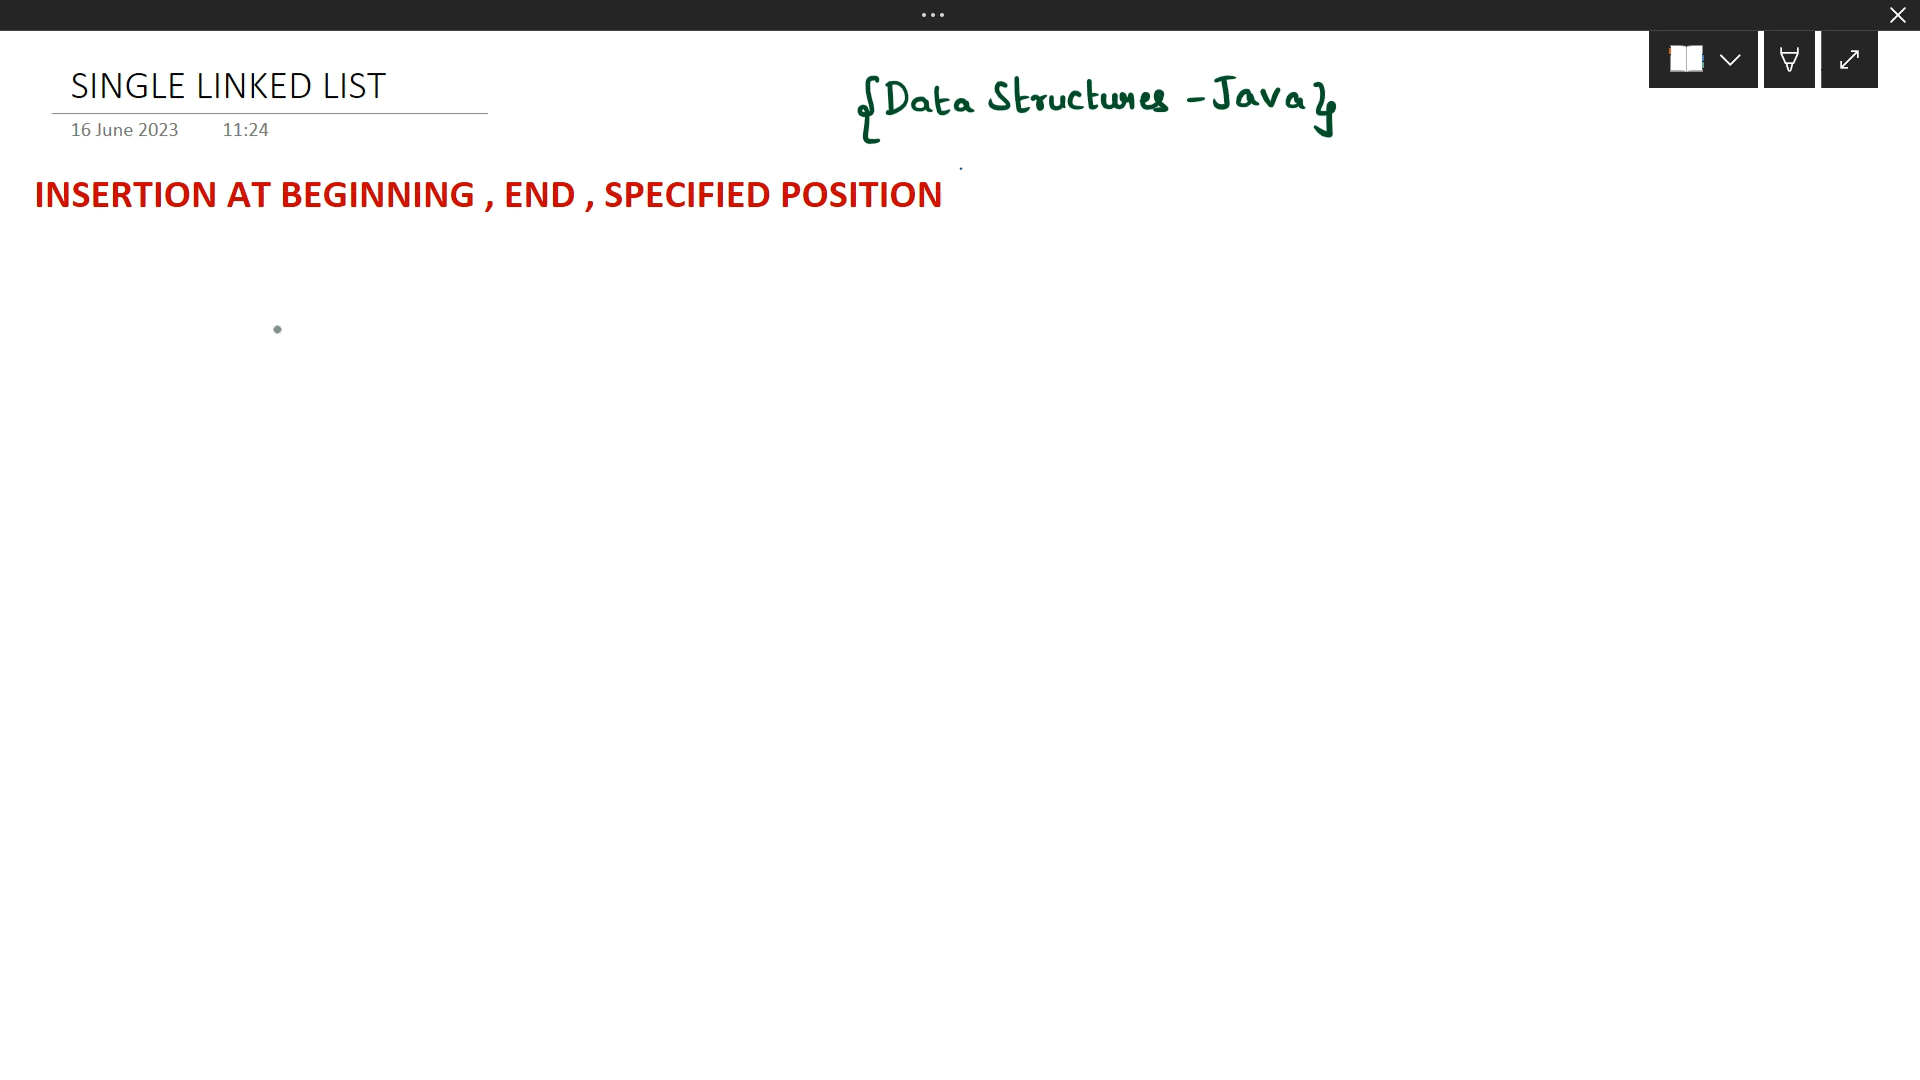 SINGLE LINKED LIST
{Data Structures - Java}
16 June 2023 11:24
INSERTION AT BEGINNING , END , SPECIFIED POSITION